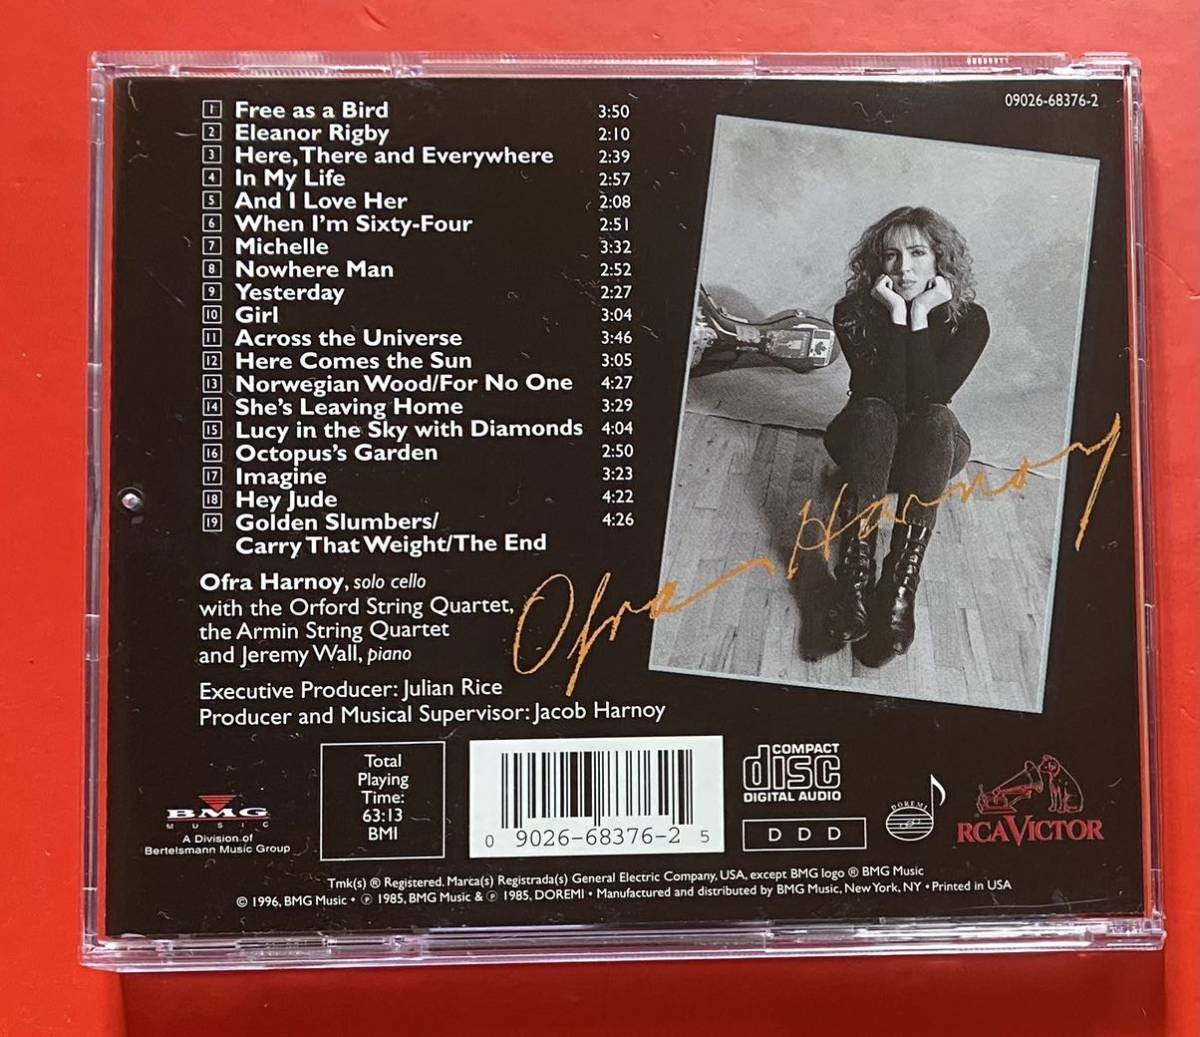 09026-68376-2
1 Free as a Bird 3:50
2 Eleanor Rigby 2:10
3 Here, There and Everywhere 2:39
4 In My Life 2:57
5 And I Love Her 2:08
6 When I'm Sixty-Four 2:51
7 Michelle 3:32
8 Nowhere Man 2:52
9 Yesterday 2:27
10 Girl 3:04
11 Across the Universe 3:46
12 Here Comes the Sun 3:05
13 Norwegian Wood/For No One 4:27
14 She's Leaving Home 3:29
15 Lucy in the Sky with Diamonds 4:04
16 Octopus's Garden 2:50
17 Imagine 3:23
18 Hey Jude 4:22
19 Golden Slumbers/ 4:26
Carry That Weight/The End
Ofra Harnoy, solo cello
with the Orford String Quartet,
the Armin String Quartet
and Jeremy Wall, piano
Ofra Harnoy
Executive Producer: Julian Rice
Producer and Musical Supervisor: Jacob Harnoy
BMG
MUSIC
A Division of
Bertelsmann Music Group
Total
Playing
Time:
63:13
BMI
0 9026-68376-2 5
COMPACT
disc
DIGITAL AUDIO
D D D
DOREMI
RCA VICTOR
Tmk(s) ® Registered. Marca(s) Registrada(s) General Electric Company, USA, except BMG logo ® BMG Music
© 1996, BMG Music • ℗ 1985, BMG Music & ℗ 1985, DOREMI • Manufactured and distributed by BMG Music, New York, NY • Printed in USA